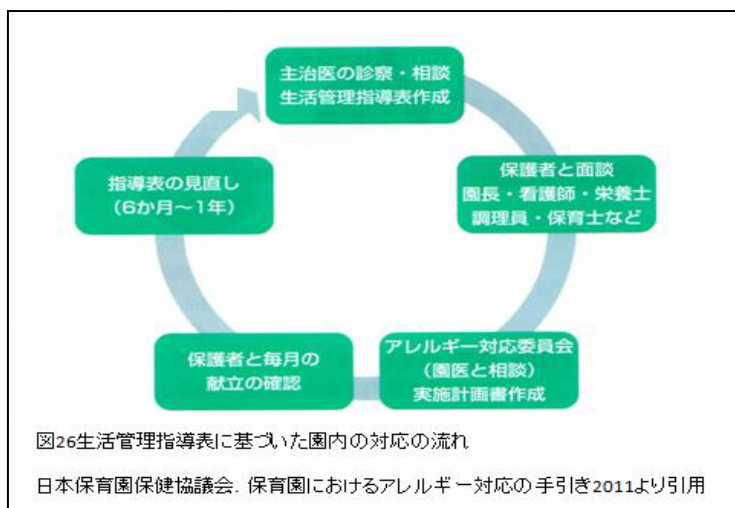 主治医の診察・相談
生活管理指導表作成
保護者と面談
園長・看護師・栄養士
調理員・保育士など
アレルギー対応委員会
(園医と相談)
実施計画書作成
保護者と毎月の
献立の確認
指導表の見直し
(6か月～1年)
図26生活管理指導表に基づいた園内の対応の流れ
日本保育園保健協議会. 保育園におけるアレルギー対応の手引き2011より引用